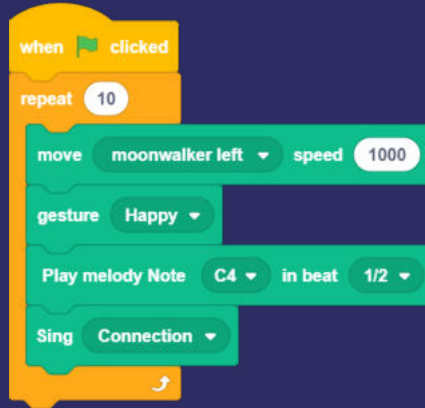 when clicked
repeat 10
move moonwalker left speed 1000
gesture Happy
Play melody Note C4 in beat 1/2
Sing Connection